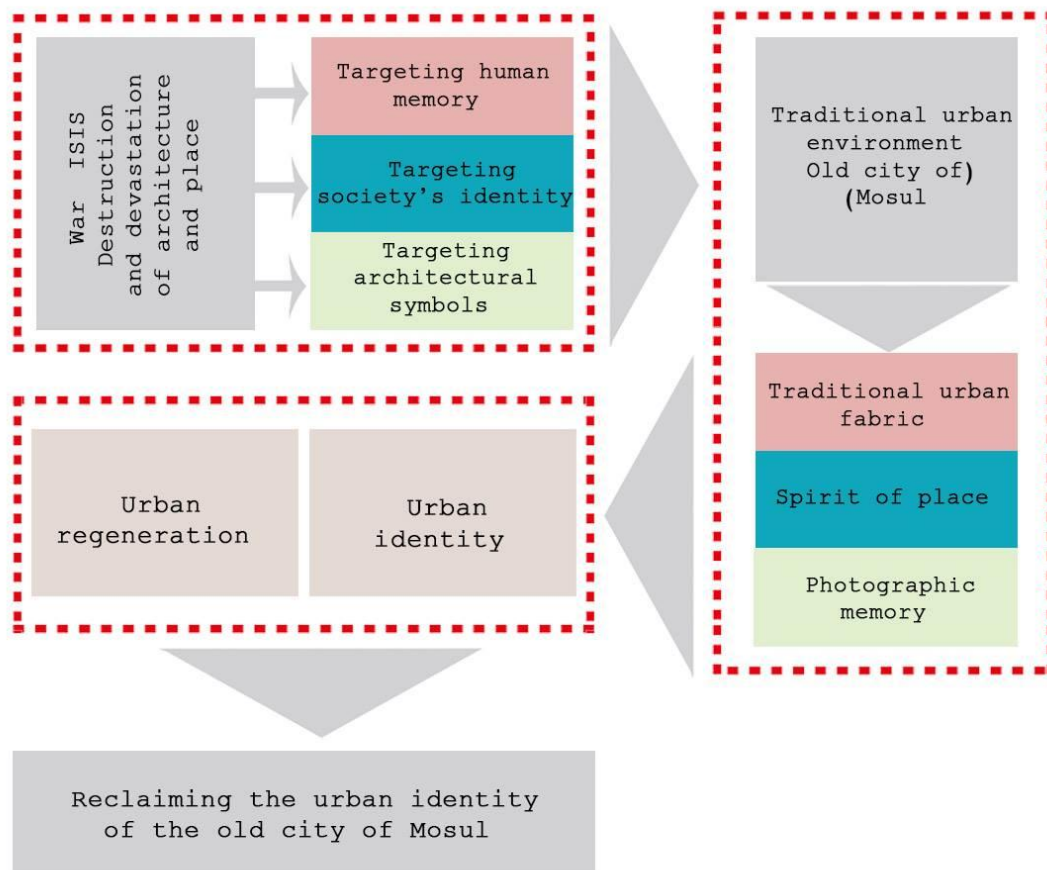 War ISIS
Destruction
and devastation
of architecture
and place
Targeting human
memory
Targeting
society’s identity
Targeting
architectural
symbols
Traditional urban
environment
Old city of)
(Mosul
Traditional urban
fabric
Spirit of place
Photographic
memory
Urban
regeneration
Urban
identity
Reclaiming the urban identity
of the old city of Mosul